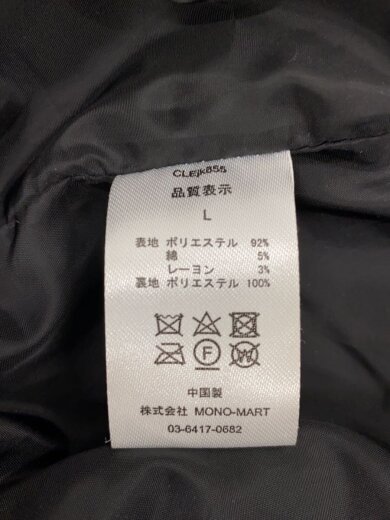 CLEjk855
品質表示
L
表地 ポリエステル 92%
綿 5%
レーヨン 3%
裏地 ポリエステル 100%
F
中国製
株式会社 MONO-MART
03-6417-0682